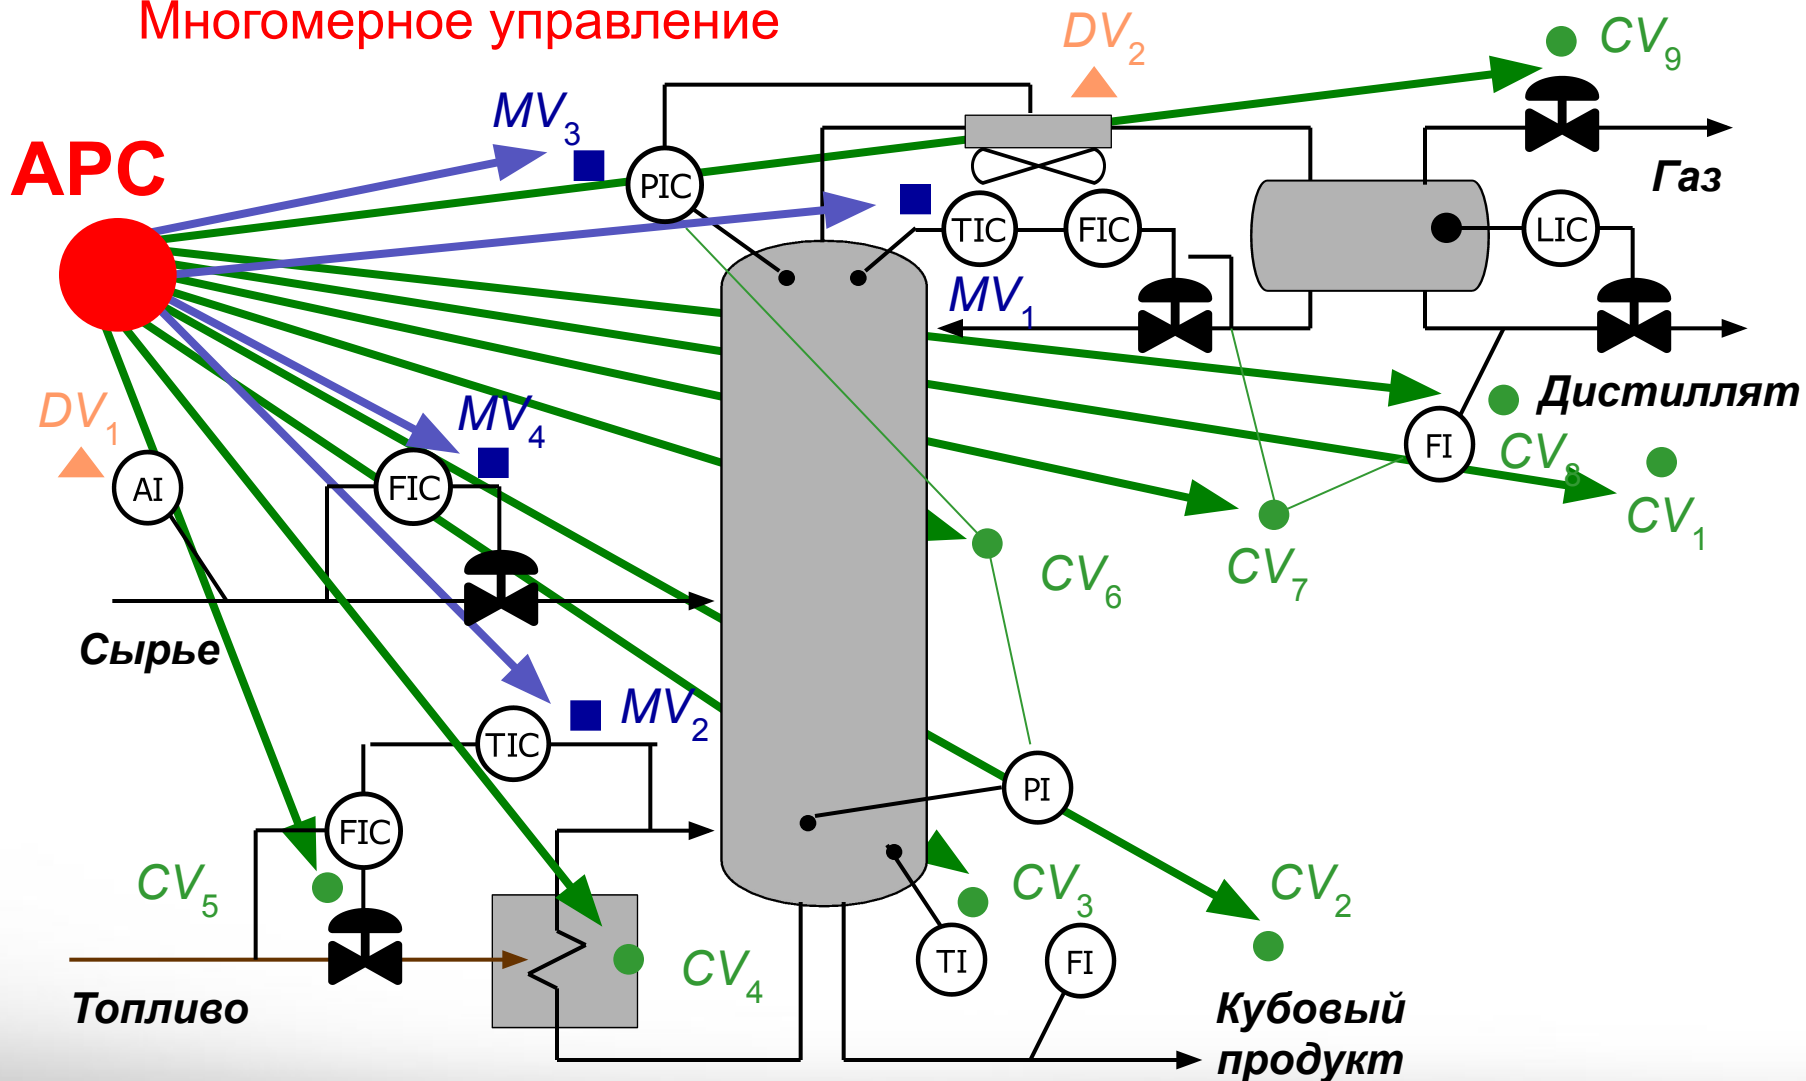 Многомерное управление
DV2
CV9
MV3
APC
PIC
Газ
TIC
FIC
LIC
MV1
DV1
MV4
Дистиллят
AI
FIC
FI
CV8
CV1
CV6
CV7
Сырье
MV2
TIC
PI
FIC
CV5
CV3
CV2
TI
FI
CV4
Топливо
Кубовый
продукт